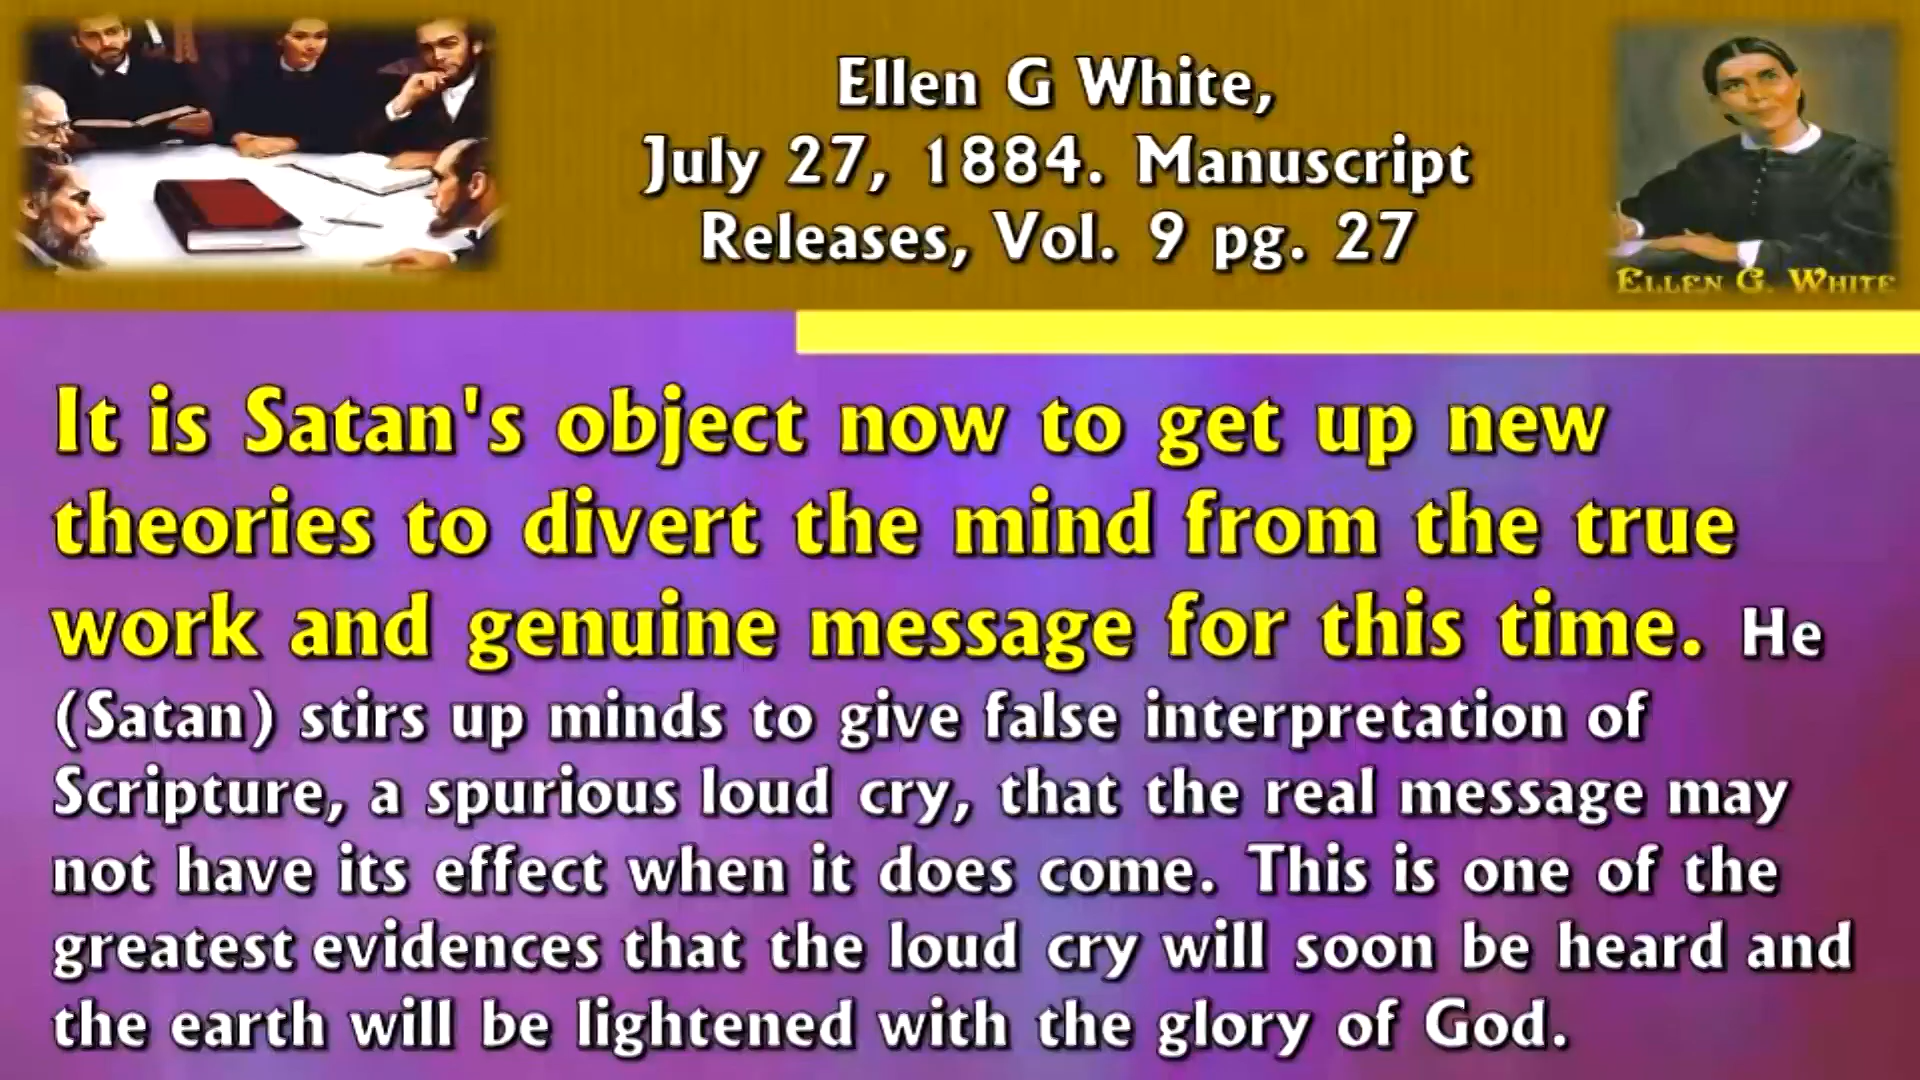 Ellen G White,
July 27, 1884. Manuscript
Releases, Vol. 9 pg. 27
ELLEN G. WHITE
It is Satan's object now to get up new
theories to divert the mind from the true
work and genuine message for this time. He
(Satan) stirs up minds to give false interpretation of
Scripture, a spurious loud cry, that the real message may
not have its effect when it does come. This is one of the
greatest evidences that the loud cry will soon be heard and
the earth will be lightened with the glory of God.